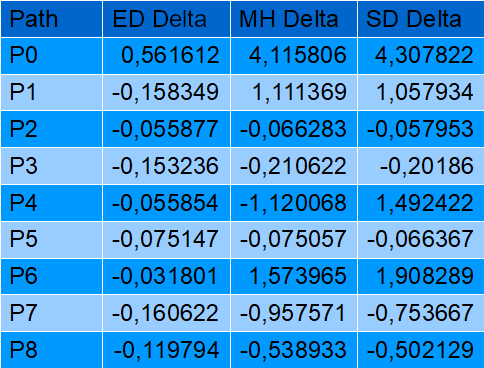 Path ED Delta MH Delta SD Delta
P0 0,561612 4,115806 4,307822
P1 -0,158349 1,111369 1,057934
P2 -0,055877 -0,066283 -0,057953
P3 -0,153236 -0,210622 -0,20186
P4 -0,055854 -1,120068 1,492422
P5 -0,075147 -0,075057 -0,066367
P6 -0,031801 1,573965 1,908289
P7 -0,160622 -0,957571 -0,753667
P8 -0,119794 -0,538933 -0,502129